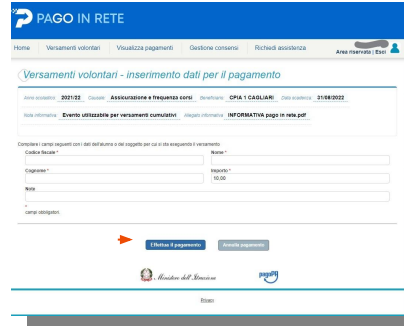 PAGO IN RETE
Home Versamenti volontari Visualizza pagamenti Gestione consensi Richiedi assistenza Area riservata | Esci
Versamenti volontari - inserimento dati per il pagamento
Anno scolastico 2021/22 Causale Assicurazione e frequenza corsi Beneficiario CPIA 1 CAGLIARI Data scadenza 31/08/2022
Nota informativa Evento utilizzabile per versamenti cumulativi Allegato informativa INFORMATIVA pago in rete.pdf
Compilare i campi seguenti con i dati dell'alunno o del soggetto per cui si sta eseguendo il versamento
Codice fiscale * Nome *
Cognome * Importo *
10,00
Note
*
campi obbligatori
Effettua il pagamento Annulla pagamento
Ministero dell'Istruzione pagoPA
Privacy